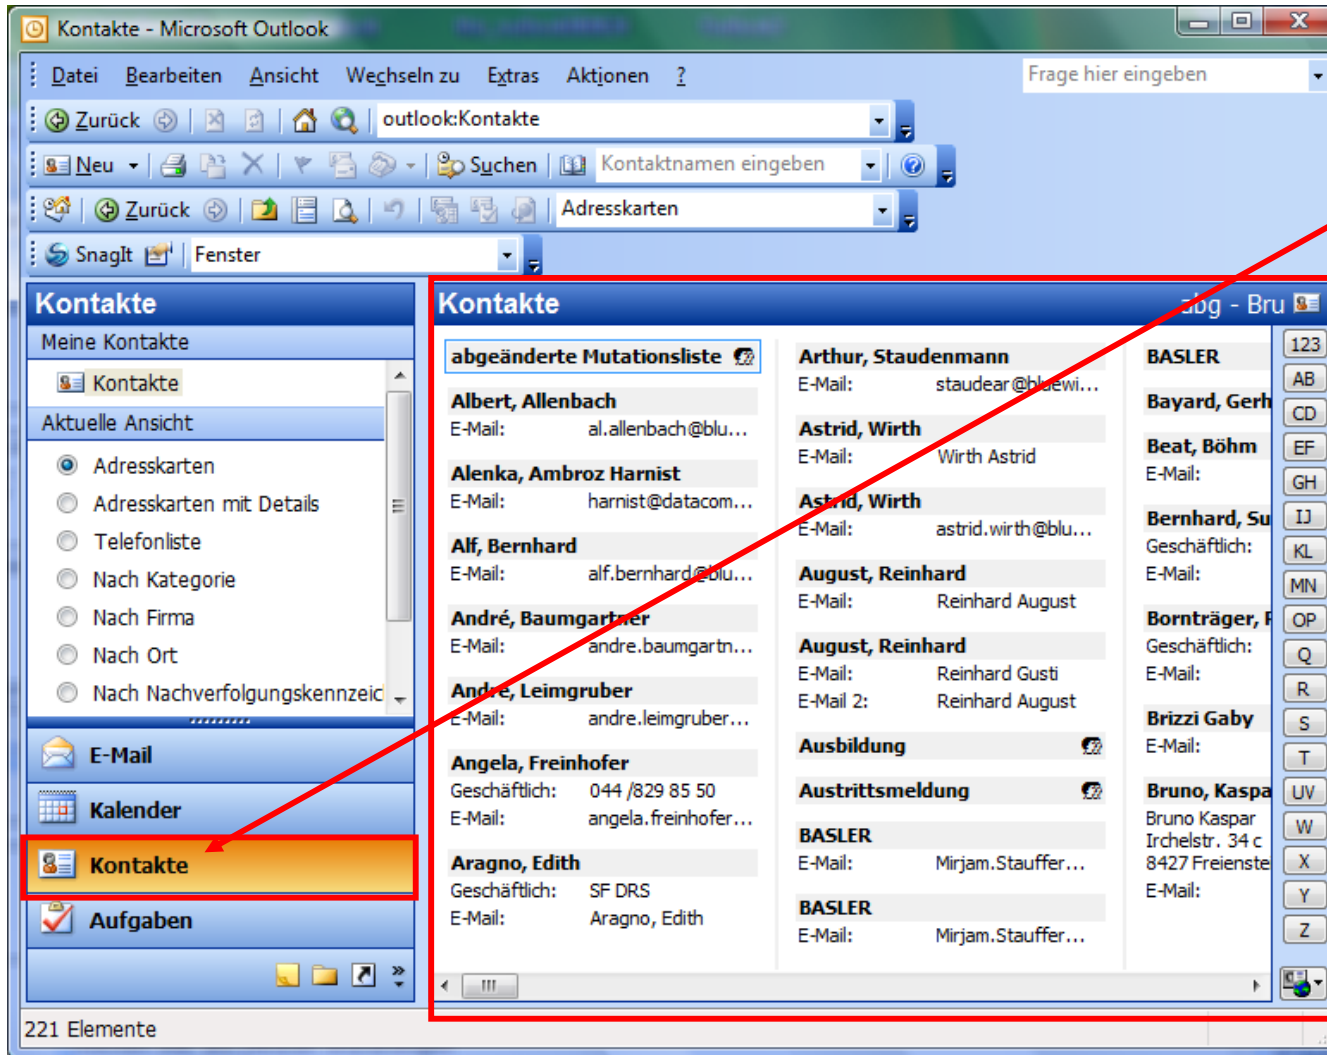 Kontakte - Microsoft Outlook
Datei Bearbeiten Ansicht Wechseln zu Extras Aktionen ? Frage hier eingeben
Zurück outlook:Kontakte
Neu Suchen Kontaktnamen eingeben
Zurück Adresskarten
SnagIt Fenster
Kontakte
Meine Kontakte
Kontakte
Aktuelle Ansicht
Adresskarten
Adresskarten mit Details
Telefonliste
Nach Kategorie
Nach Firma
Nach Ort
Nach Nachverfolgungskennzeic
E-Mail
Kalender
Kontakte
Aufgaben
Kontakte abg - Bru
abgeänderte Mutationsliste
Albert, Allenbach
E-Mail: al.allenbach@blu...
Alenka, Ambroz Harnist
E-Mail: harnist@datacom...
Alf, Bernhard
E-Mail: alf.bernhard@blu...
André, Baumgartner
E-Mail: andre.baumgartn...
André, Leimgruber
E-Mail: andre.leimgruber...
Angela, Freinhofer
Geschäftlich: 044 /829 85 50
E-Mail: angela.freinhofer...
Aragno, Edith
Geschäftlich: SF DRS
E-Mail: Aragno, Edith
Arthur, Staudenmann
E-Mail: staudear@bluewi...
Astrid, Wirth
E-Mail: Wirth Astrid
Astrid, Wirth
E-Mail: astrid.wirth@blu...
August, Reinhard
E-Mail: Reinhard August
August, Reinhard
E-Mail: Reinhard Gusti
E-Mail 2: Reinhard August
Ausbildung
Austrittsmeldung
BASLER
E-Mail: Mirjam.Stauffer...
BASLER
E-Mail: Mirjam.Stauffer...
BASLER
Bayard, Gerh
Beat, Böhm
E-Mail:
Bernhard, Su
Geschäftlich:
E-Mail:
Bornträger,
Geschäftlich:
E-Mail:
Brizzi Gaby
E-Mail:
Bruno, Kaspa
Bruno Kaspar
Irchelstr. 34 c
8427 Freienste
E-Mail:
123
AB
CD
EF
GH
IJ
KL
MN
OP
Q
R
S
T
UV
W
X
Y
Z
221 Elemente